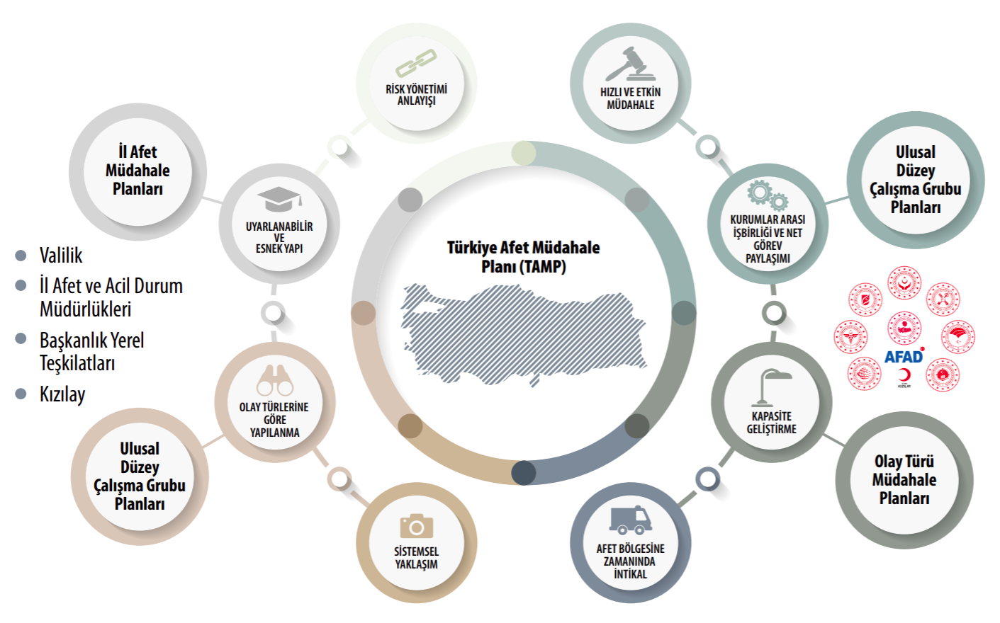 RİSK YÖNETİMİ
ANLAYIŞI
HIZLI VE ETKİN
MÜDAHALE
İl Afet
Müdahale
Planları
UYARLANABİLİR
VE
ESNEK YAPI
Türkiye Afet Müdahale
Planı (TAMP)
KURUMLAR ARASI
İŞBİRLİĞİ VE NET
GÖREV
PAYLAŞIMI
Ulusal
Düzey
Çalışma Grubu
Planları
Valilik
İl Afet ve Acil Durum
Müdürlükleri
Başkanlık Yerel
Teşkilatları
Kızılay
AFAD
KIZILAY
OLAY TÜRLERİNE
GÖRE
YAPILANMA
KAPASİTE
GELİŞTİRME
Ulusal
Düzey
Çalışma Grubu
Planları
Olay Türü
Müdahale
Planları
SİSTEMSEL
YAKLAŞIM
AFET BÖLGESİNE
ZAMANINDA
İNTİKAL